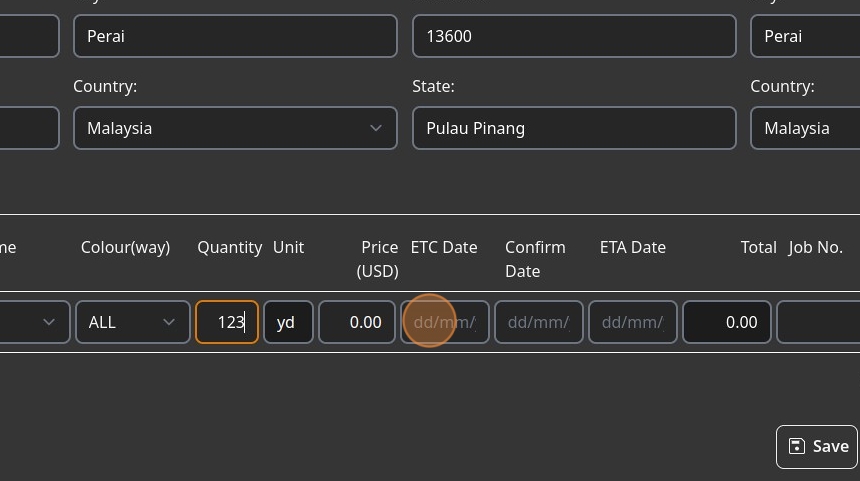 Perai 13600 Perai
Country: State: Country:
Malaysia Pulau Pinang Malaysia
Colour(way) Quantity Unit Price (USD) ETC Date Confirm Date ETA Date Total Job No.
ALL 123 yd 0.00 dd/mm/ dd/mm/ dd/mm/ 0.00
Save